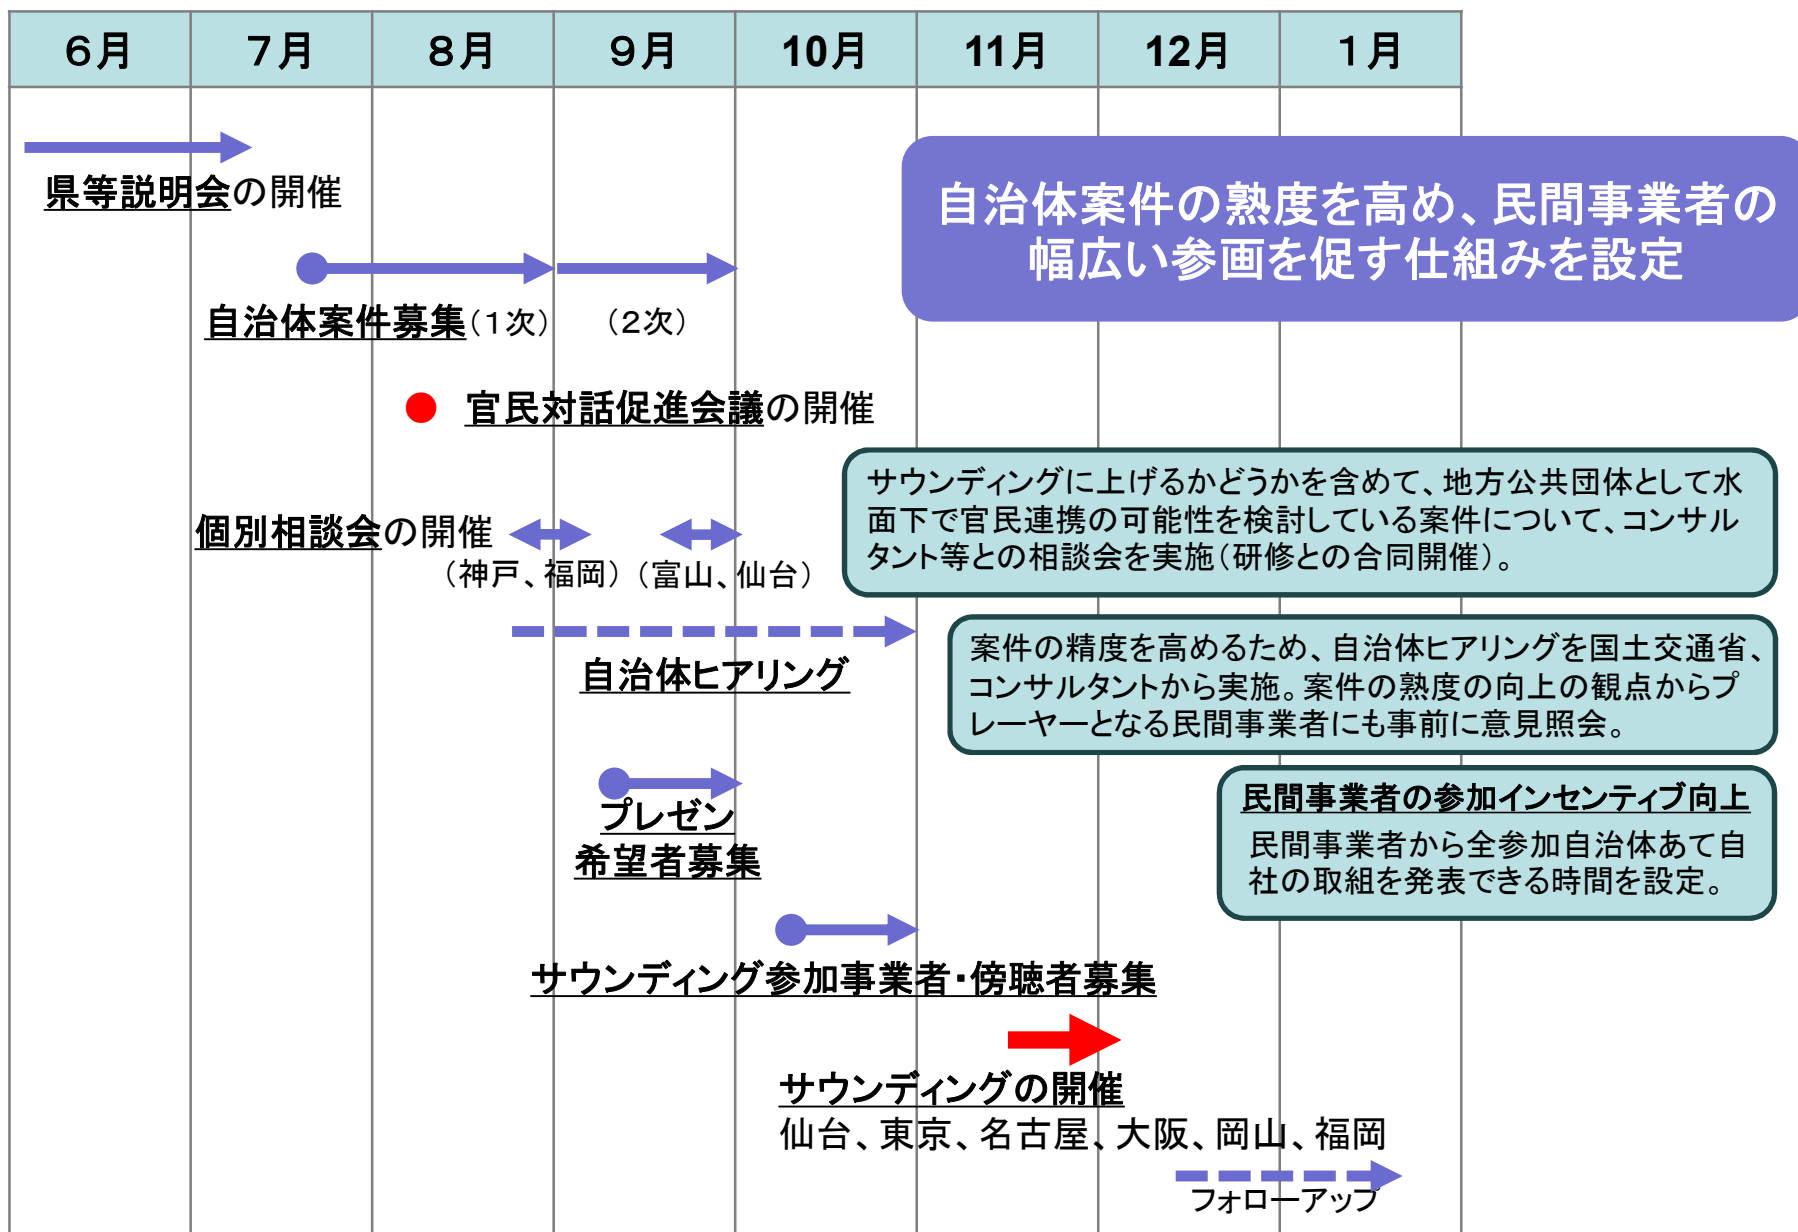 ６月 ７月 ８月 ９月 10月 11月 12月 １月
県等説明会の開催
自治体案件の熟度を高め、民間事業者の
幅広い参画を促す仕組みを設定
自治体案件募集（１次） （２次）
官民対話促進会議の開催
個別相談会の開催
（神戸、福岡） （富山、仙台）
サウンディングに上げるかどうかを含めて、地方公共団体として水
面下で官民連携の可能性を検討している案件について、コンサル
タント等との相談会を実施（研修との合同開催）。
自治体ヒアリング
案件の精度を高めるため、自治体ヒアリングを国土交通省、
コンサルタントから実施。案件の熟度の向上の観点からプ
レーヤーとなる民間事業者にも事前に意見照会。
プレゼン
希望者募集
民間事業者の参加インセンティブ向上
民間事業者から全参加自治体あて自
社の取組を発表できる時間を設定。
サウンディング参加事業者・傍聴者募集
サウンディングの開催
仙台、東京、名古屋、大阪、岡山、福岡
フォローアップ